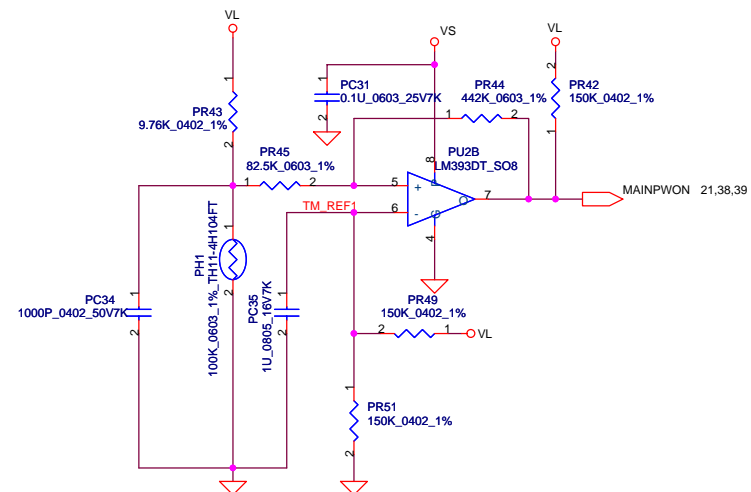 VL
VS
VL
1
PR43
9.76K_0402_1%
2
1
PC31
0.1U_0603_25V7K
2
PR44
442K_0603_1%
1
2
2
PR42
150K_0402_1%
1
PR45
82.5K_0603_1%
1
2
8
PU2B
LM393DT_SO8
5
+
P
O
7
MAINPWON 21,38,39
TM_REF1
6
-
G
4
1
PH1
100K_0603_1%_TH11-4H104FT
2
1
PC34
1000P_0402_50V7K
2
1
PC35
1U_0805_16V7K
2
PR49
150K_0402_1%
2
1
VL
1
PR51
150K_0402_1%
2